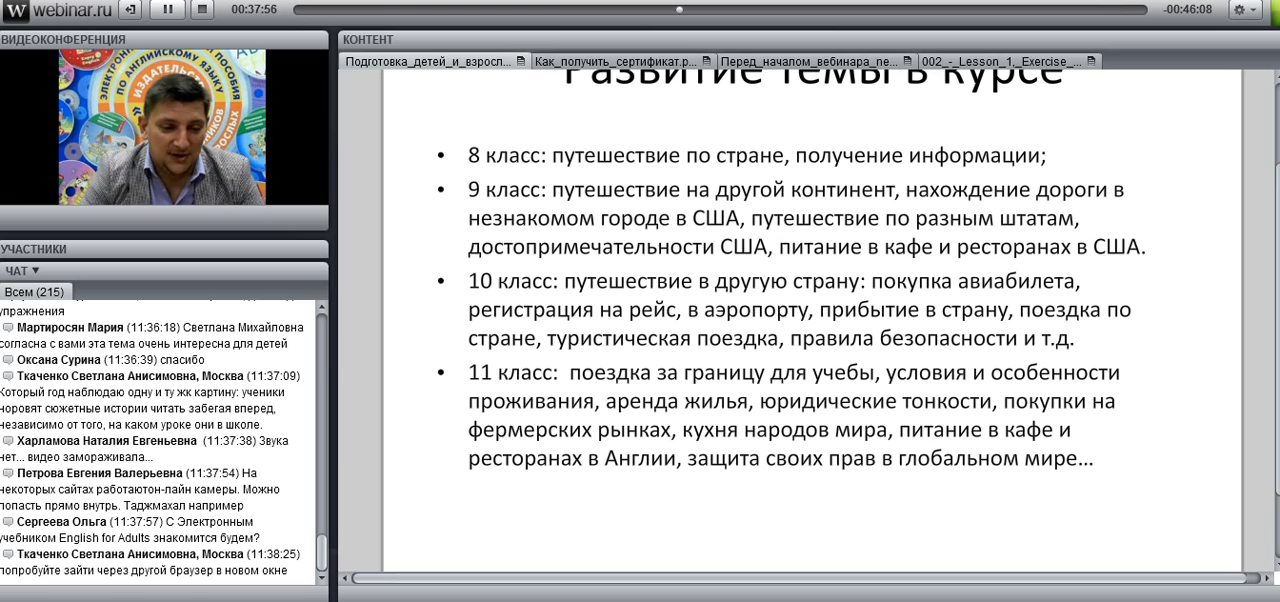 W webinar.ru
00:37:56
-00:46:08
ВИДЕОКОНФЕРЕНЦИЯ
ЭЛЕКТРОН
ПО АНГЛИЙСКОМУ ЯЗЫКУ
ПОСОБИЯ
ИЗДАТЕЛЬС
УЧАСТНИКИ
ЧАТ
Всем (215)
упражнения
Мартиросян Мария (11:36:18) Светлана Михайловна
согласна с вами эта тема очень интересна для детей
Оксана Сурина (11:36:39) спасибо
Ткаченко Светлана Анисимовна, Москва (11:37:09)
Который год наблюдаю одну и ту жк картину: ученики
норовят сюжетные истории читать забегая вперед,
независимо от того, на каком уроке они в школе.
Харламова Наталия Евгеньевна (11:37:38) Звука
нет... видео замораживала...
Петрова Евгения Валерьевна (11:37:54) На
некоторых сайтах работаютон-лайн камеры. Можно
попасть прямо внутрь. Таджмахал например
Сергеева Ольга (11:37:57) С Электронным
учебником English for Adults знакомится будем?
Ткаченко Светлана Анисимовна, Москва (11:38:25)
попробуйте зайти через другой браузер в новом окне
КОНТЕНТ
Подготовка_детей_и_взросл...
Как_получить_сертификат.p...
Перед_началом_вебинара_пе...
002_-_Lesson_1,_Exercise_...
Развитие темы в курсе
• 8 класс: путешествие по стране, получение информации;
• 9 класс: путешествие на другой континент, нахождение дороги в
незнакомом городе в США, путешествие по разным штатам,
достопримечательности США, питание в кафе и ресторанах в США.
• 10 класс: путешествие в другую страну: покупка авиабилета,
регистрация на рейс, в аэропорту, прибытие в страну, поездка по
стране, туристическая поездка, правила безопасности и т.д.
• 11 класс: поездка за границу для учебы, условия и особенности
проживания, аренда жилья, юридические тонкости, покупки на
фермерских рынках, кухня народов мира, питание в кафе и
ресторанах в Англии, защита своих прав в глобальном мире…